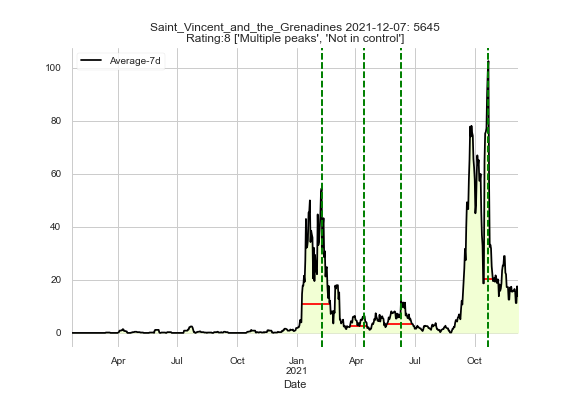 Saint_Vincent_and_the_Grenadines 2021-12-07: 5645
Rating:8 ['Multiple peaks', 'Not in control']
Average-7d
100
80
60
40
20
0
Apr Jul Oct Jan Apr Jul Oct
2021
Date